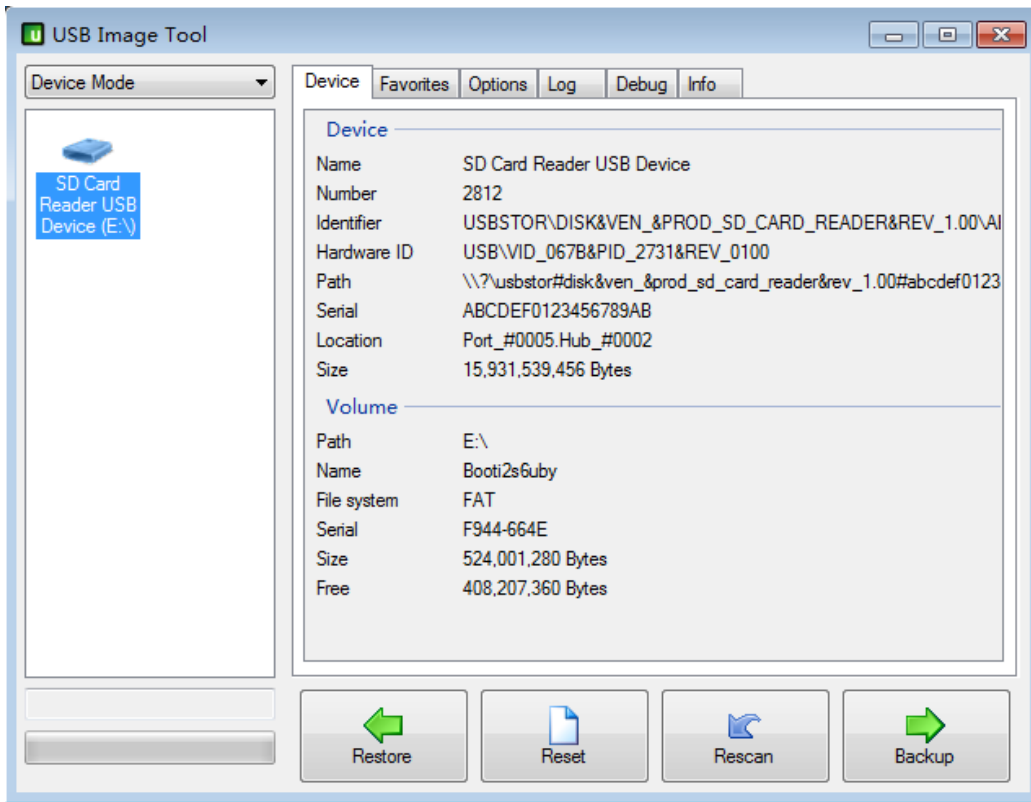 USB Image Tool
Device Mode
SD Card
Reader USB
Device (E:\)
Device Favorites Options Log Debug Info
Device
Name SD Card Reader USB Device
Number 2812
Identifier USBSTOR\DISK&VEN_&PROD_SD_CARD_READER&REV_1.00\AI
Hardware ID USB\VID_067B&PID_2731&REV_0100
Path \\?\usbstor#disk&ven_&prod_sd_card_reader&rev_1.00#abcdef0123
Serial ABCDEF0123456789AB
Location Port_#0005.Hub_#0002
Size 15,931,539,456 Bytes
Volume
Path E:\
Name Booti2s6uby
File system FAT
Serial F944-664E
Size 524,001,280 Bytes
Free 408,207,360 Bytes
Restore Reset Rescan Backup